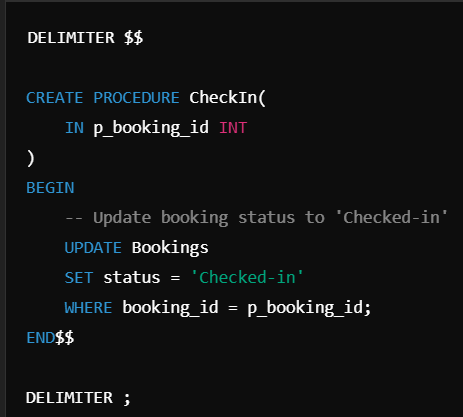 DELIMITER $$
CREATE PROCEDURE CheckIn(
    IN p_booking_id INT
)
BEGIN
    -- Update booking status to 'Checked-in'
    UPDATE Bookings
    SET status = 'Checked-in'
    WHERE booking_id = p_booking_id;
END$$
DELIMITER ;